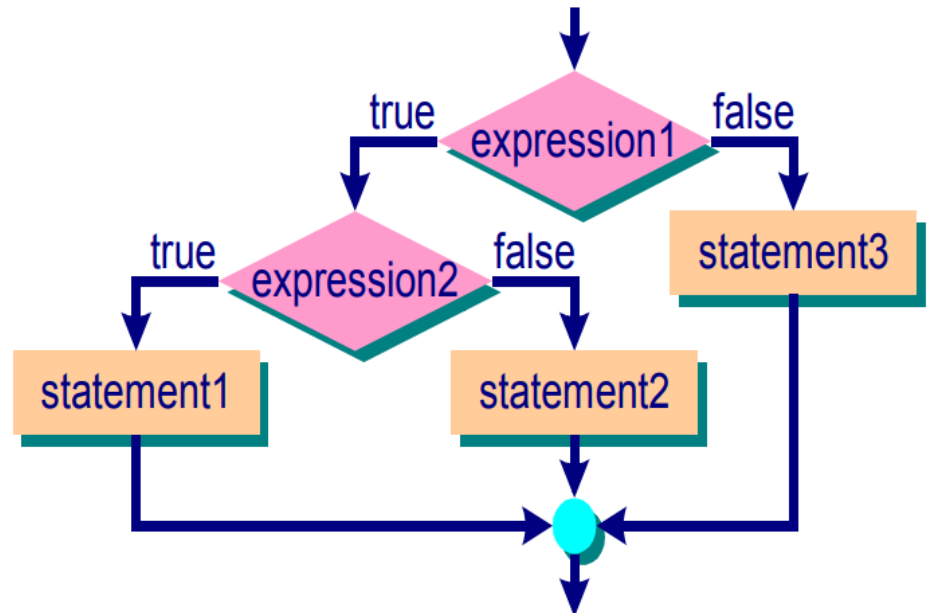 true
false
expression1
true
false
statement3
expression2
statement1
statement2